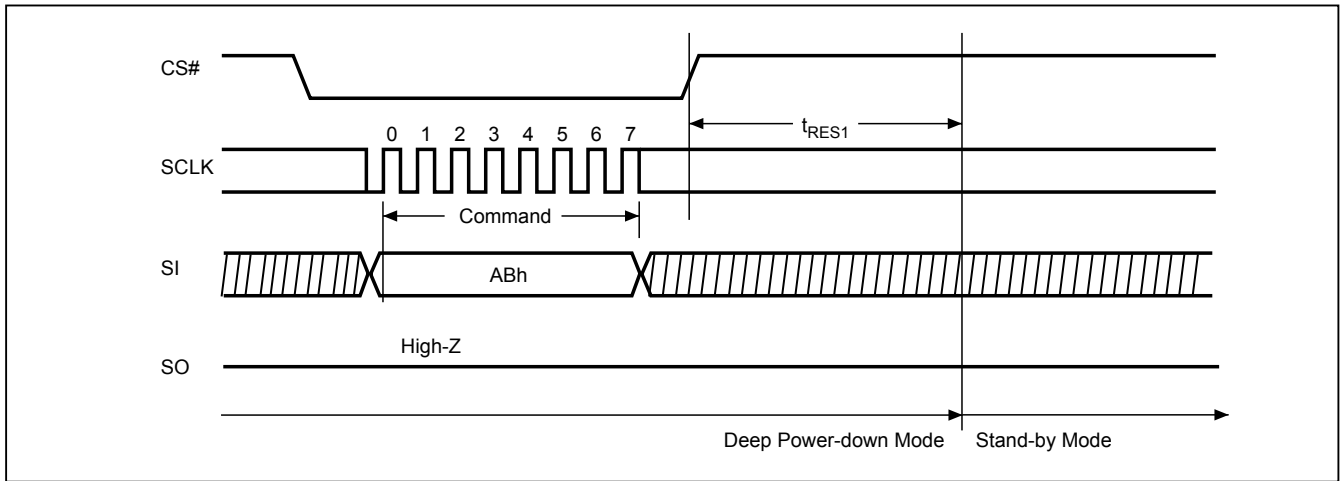 CS#
tRES1
0 1 2 3 4 5 6 7
SCLK
Command
SI
ABh
High-Z
SO
Deep Power-down Mode Stand-by Mode